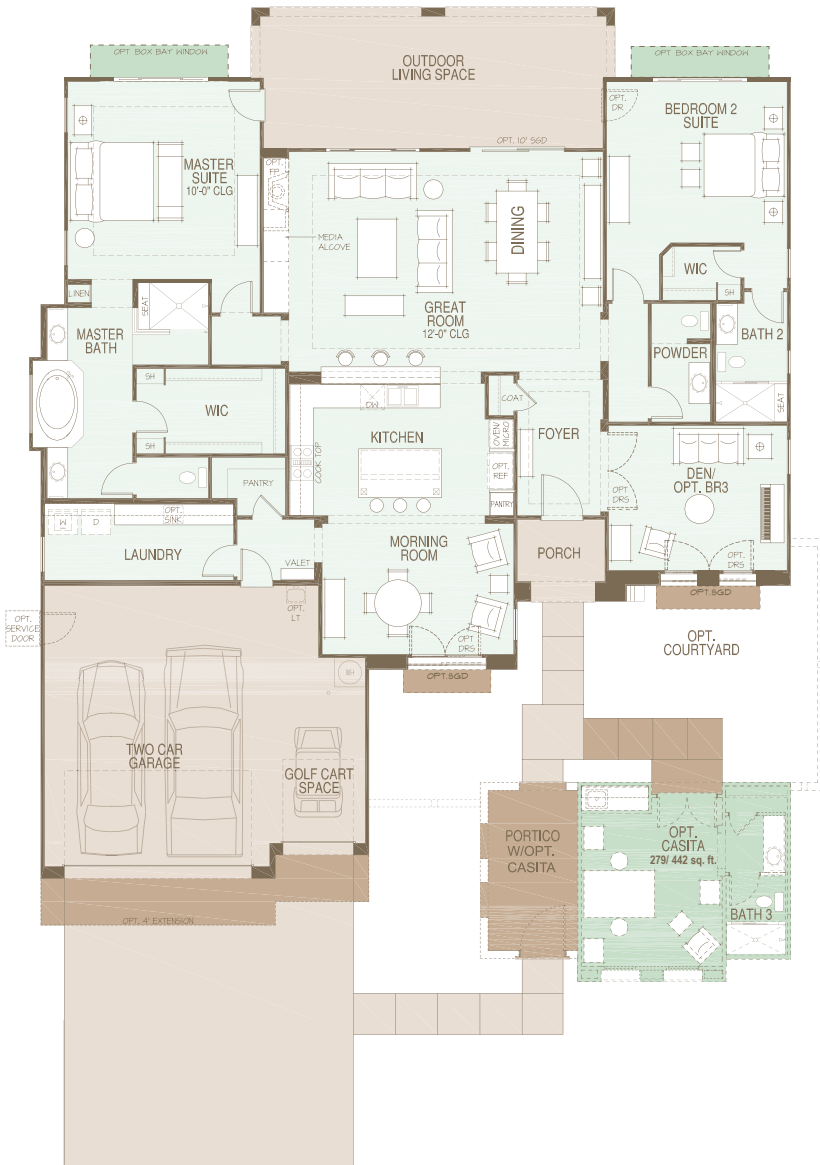 OPT BOX BAY WINDOW
OUTDOOR
LIVING SPACE
OPT BOX BAY WINDOW
OPT.
DR
BEDROOM 2
SUITE
OPT. 10' SGD
MASTER
SUITE
10'-0" CLG
OPT.
FP
MEDIA
ALCOVE
DINING
WIC
SH
LINEN
SEAT
GREAT
ROOM
12'-0" CLG
MASTER
BATH
POWDER
BATH 2
SEAT
SH
WIC
SH
COAT
DW
KITCHEN
COOK TOP
OVEN/
MICRO
OPT.
REF
PANTRY
FOYER
OPT
DRS
DEN/
OPT. BR3
PANTRY
W
D
OPT.
SINK
LAUNDRY
VALET
MORNING
ROOM
PORCH
OPT.
DRS
OPT.SGD
OPT.
SERVICE
DOOR
OPT.
LT
OPT
DRS
OPT.
COURTYARD
WH
OPT.SGD
TWO CAR
GARAGE
GOLF CART
SPACE
PORTICO
W/OPT.
CASITA
OPT.
CASITA
279/ 442 sq. ft.
BATH 3
OPT. 4' EXTENSION